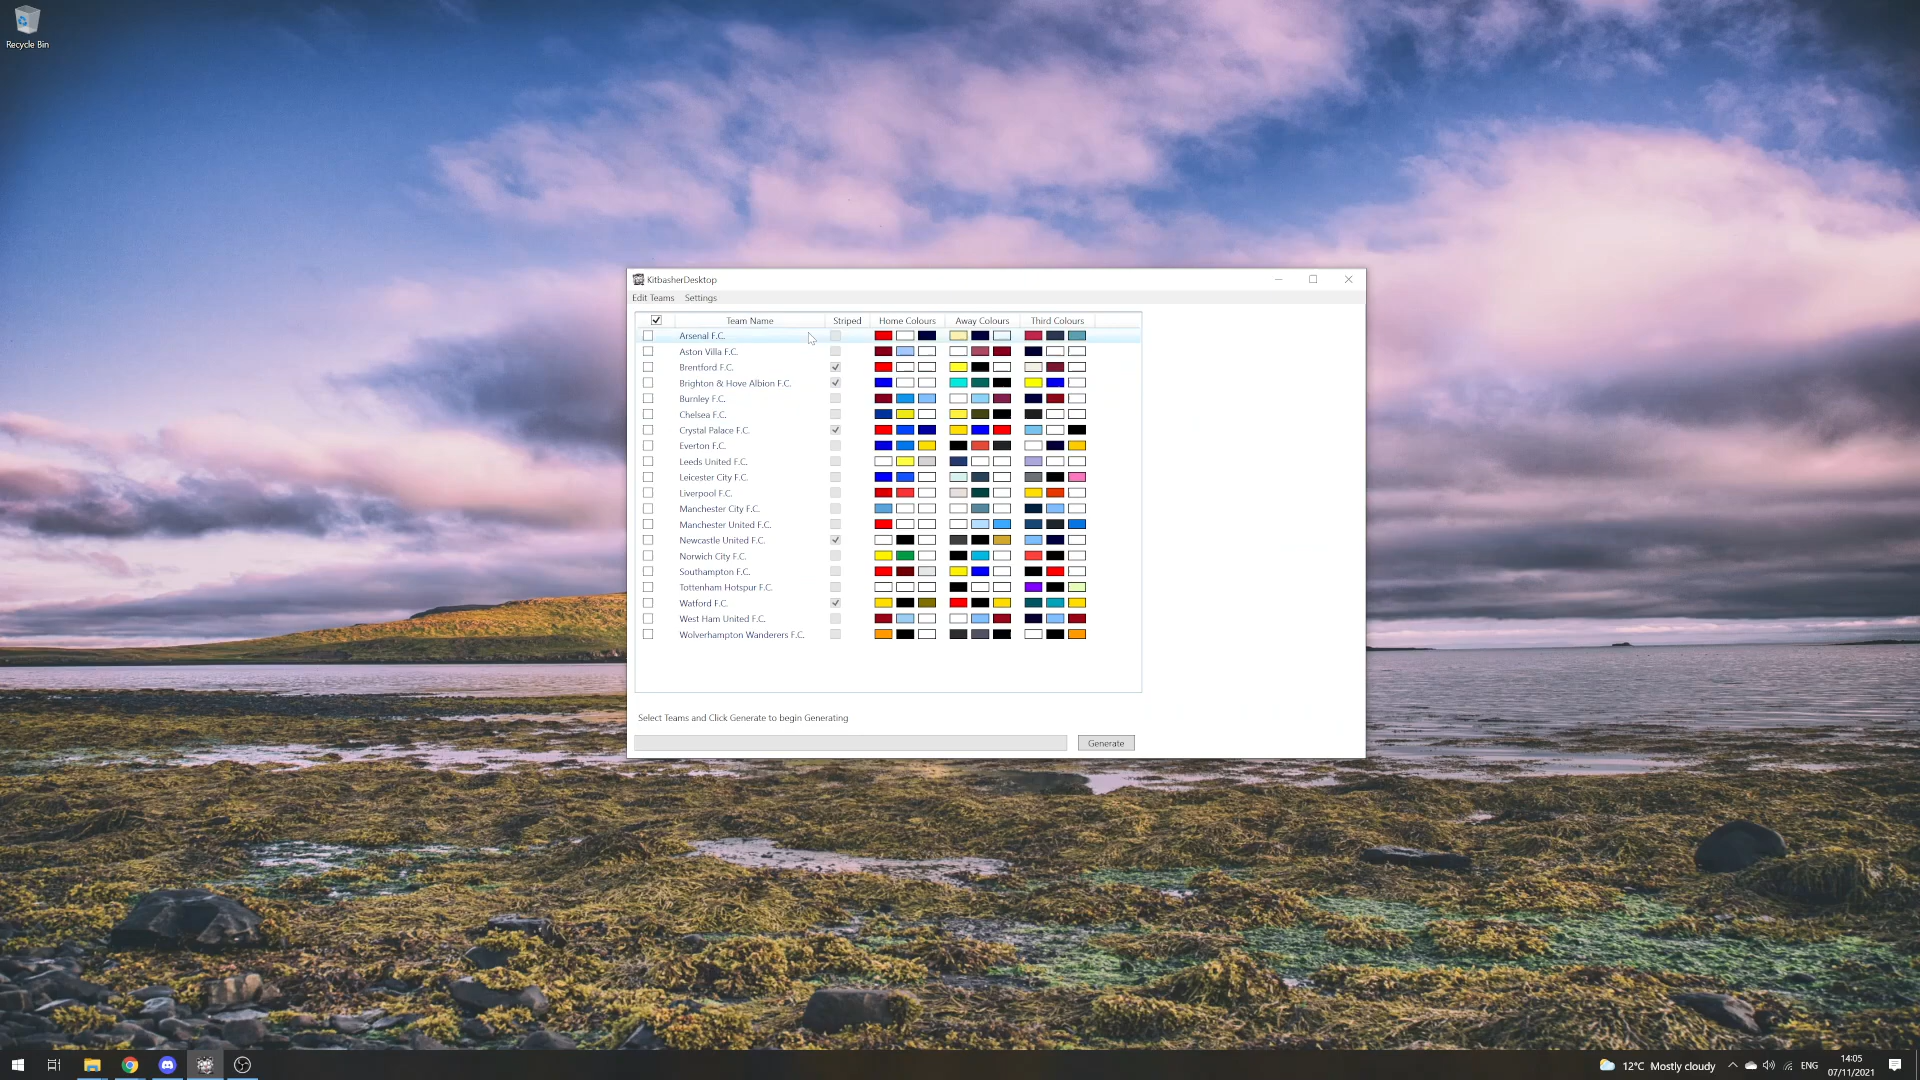 Recycle Bin
KitbasherDesktop
Edit Teams Settings
Team Name Striped Home Colours Away Colours Third Colours
Arsenal F.C.
Aston Villa F.C.
Brentford F.C.
Brighton & Hove Albion F.C.
Burnley F.C.
Chelsea F.C.
Crystal Palace F.C.
Everton F.C.
Leeds United F.C.
Leicester City F.C.
Liverpool F.C.
Manchester City F.C.
Manchester United F.C.
Newcastle United F.C.
Norwich City F.C.
Southampton F.C.
Tottenham Hotspur F.C.
Watford F.C.
West Ham United F.C.
Wolverhampton Wanderers F.C.
Select Teams and Click Generate to begin Generating
Generate
12°C Mostly cloudy ENG 14:05
07/11/2021